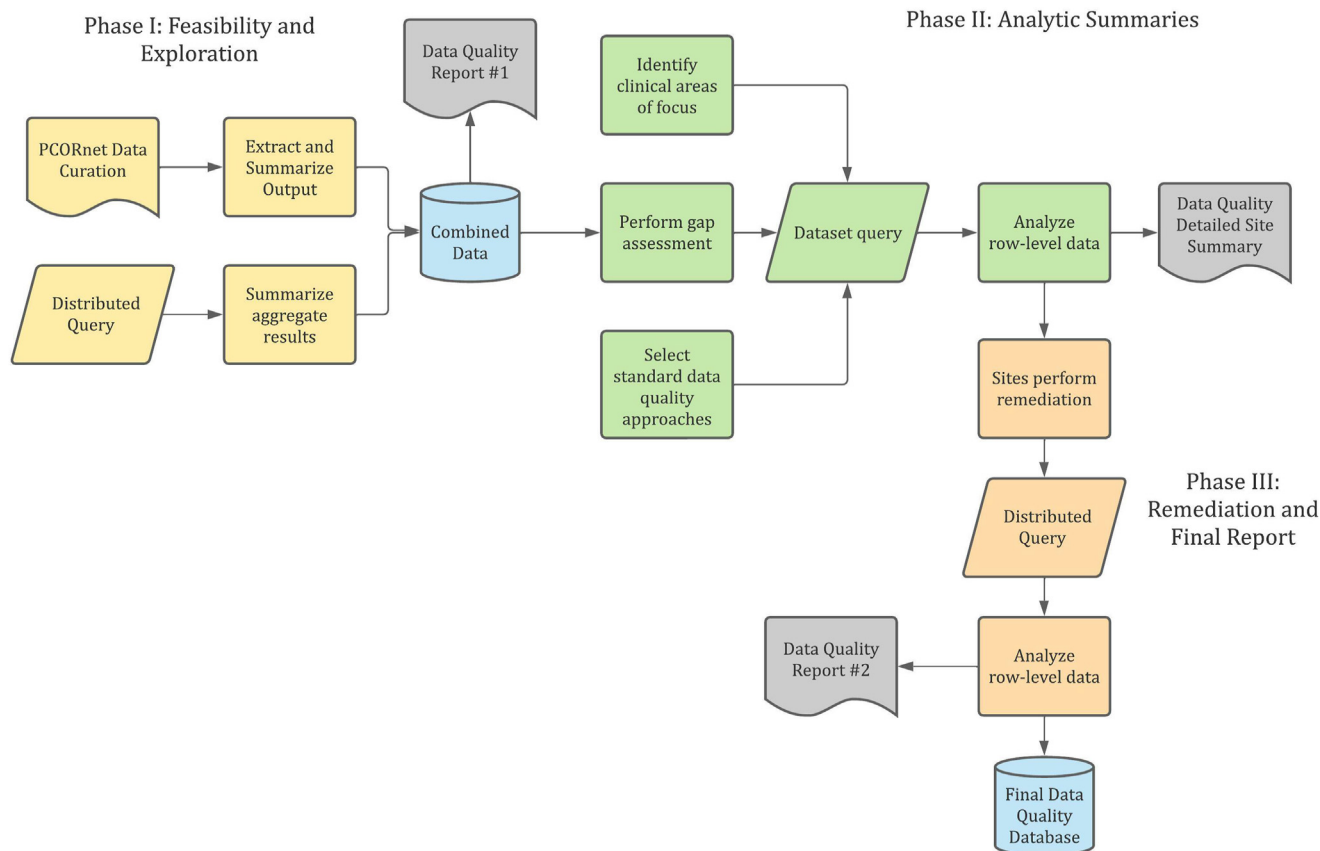 Phase I: Feasibility and
Exploration
Phase II: Analytic Summaries
Data Quality
Report #1
Identify
clinical areas
of focus
PCORnet Data
Curation
Extract and
Summarize
Output
Combined
Data
Perform gap
assessment
Dataset query
Analyze
row-level data
Data Quality
Detailed Site
Summary
Distributed
Query
Summarize
aggregate
results
Select
standard data
quality
approaches
Sites perform
remediation
Phase III:
Remediation and
Final Report
Distributed
Query
Data Quality
Report #2
Analyze
row-level data
Final Data
Quality
Database